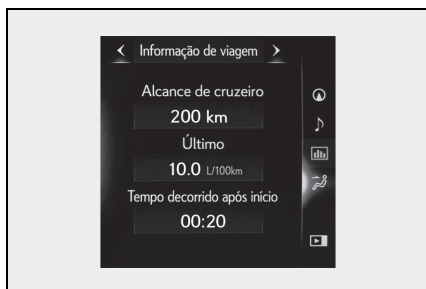 Informação de viagem
Alcance de cruzeiro
200 km
Último
10.0 L/100km
Tempo decorrido após início
00:20